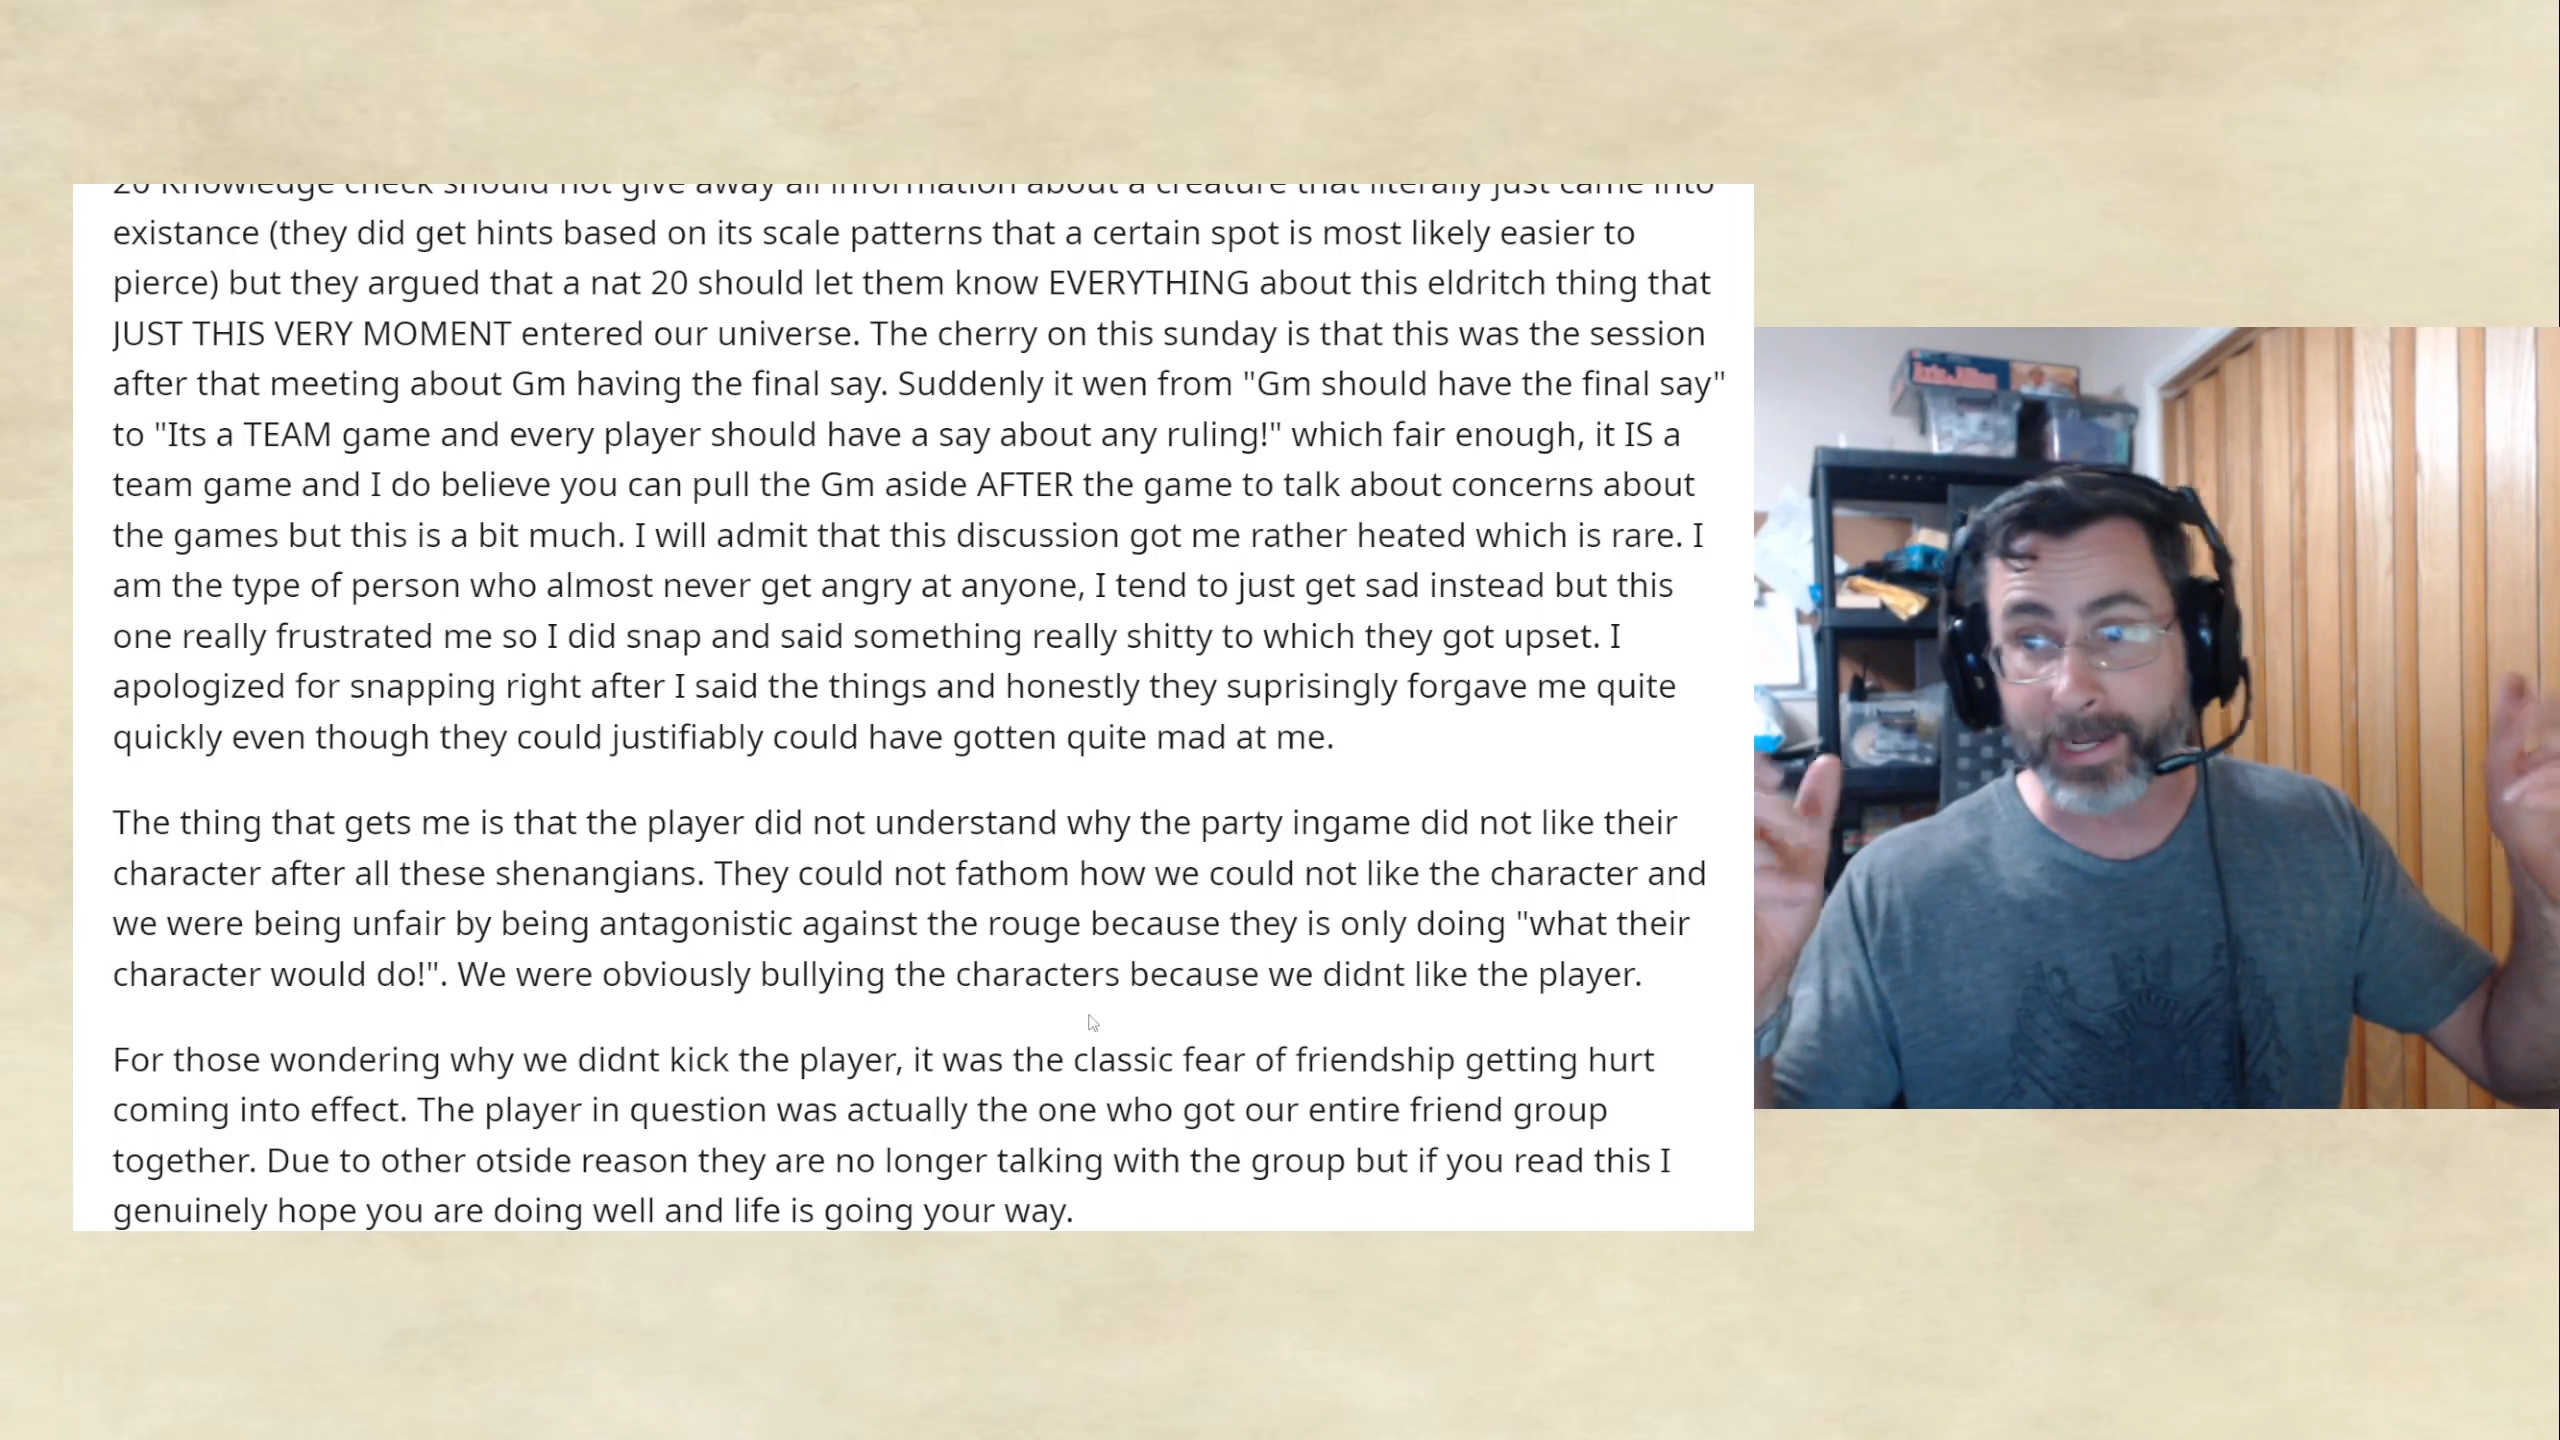 20 Knowledge check should not give away all information about a creature that literally just came into
existance (they did get hints based on its scale patterns that a certain spot is most likely easier to
pierce) but they argued that a nat 20 should let them know EVERYTHING about this eldritch thing that
JUST THIS VERY MOMENT entered our universe. The cherry on this sunday is that this was the session
after that meeting about Gm having the final say. Suddenly it wen from "Gm should have the final say"
to "Its a TEAM game and every player should have a say about any ruling!" which fair enough, it IS a
team game and I do believe you can pull the Gm aside AFTER the game to talk about concerns about
the games but this is a bit much. I will admit that this discussion got me rather heated which is rare. I
am the type of person who almost never get angry at anyone, I tend to just get sad instead but this
one really frustrated me so I did snap and said something really shitty to which they got upset. I
apologized for snapping right after I said the things and honestly they suprisingly forgave me quite
quickly even though they could justifiably could have gotten quite mad at me.
The thing that gets me is that the player did not understand why the party ingame did not like their
character after all these shenangians. They could not fathom how we could not like the character and
we were being unfair by being antagonistic against the rouge because they is only doing "what their
character would do!". We were obviously bullying the characters because we didnt like the player.
For those wondering why we didnt kick the player, it was the classic fear of friendship getting hurt
coming into effect. The player in question was actually the one who got our entire friend group
together. Due to other otside reason they are no longer talking with the group but if you read this I
genuinely hope you are doing well and life is going your way.